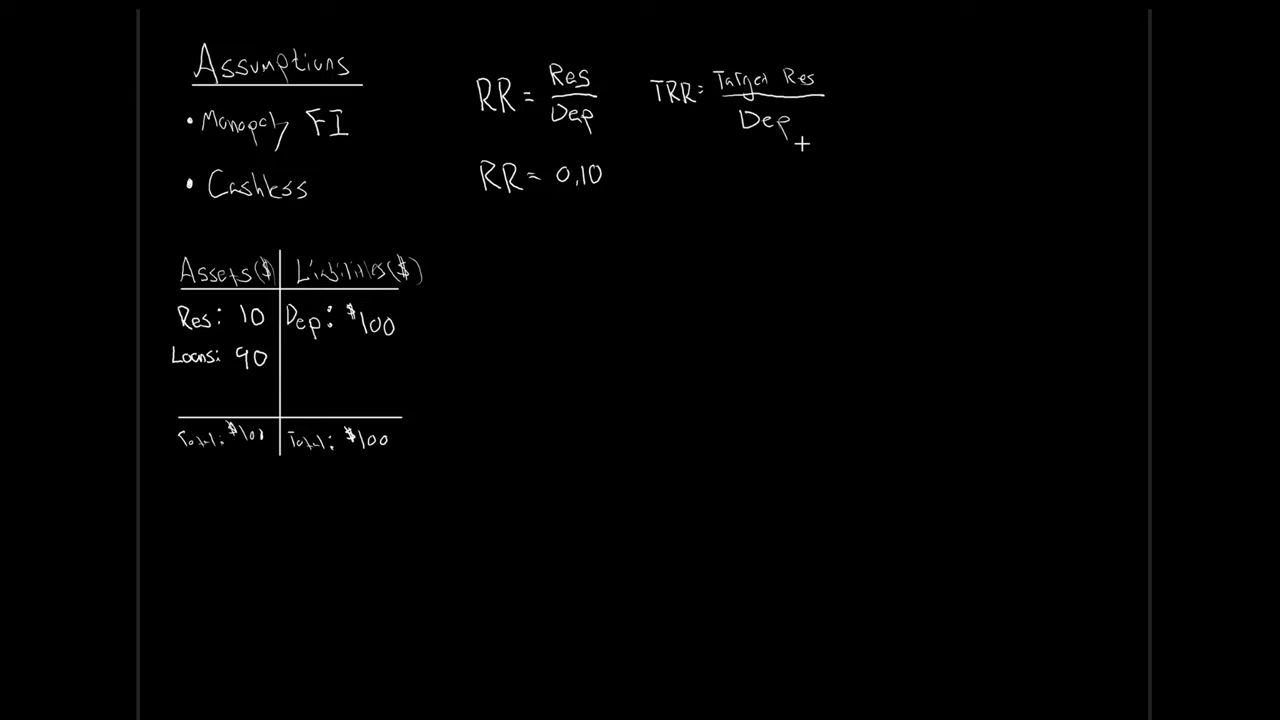 Assumptions
• Monopoly FI
• Cashless
RR = Res / Dep
TRR = Target Res / Dep
RR = 0.10
Assets ($) Liabilities ($)
Res: 10 Dep: $100
Loans: 90
Total: $100 Total: $100